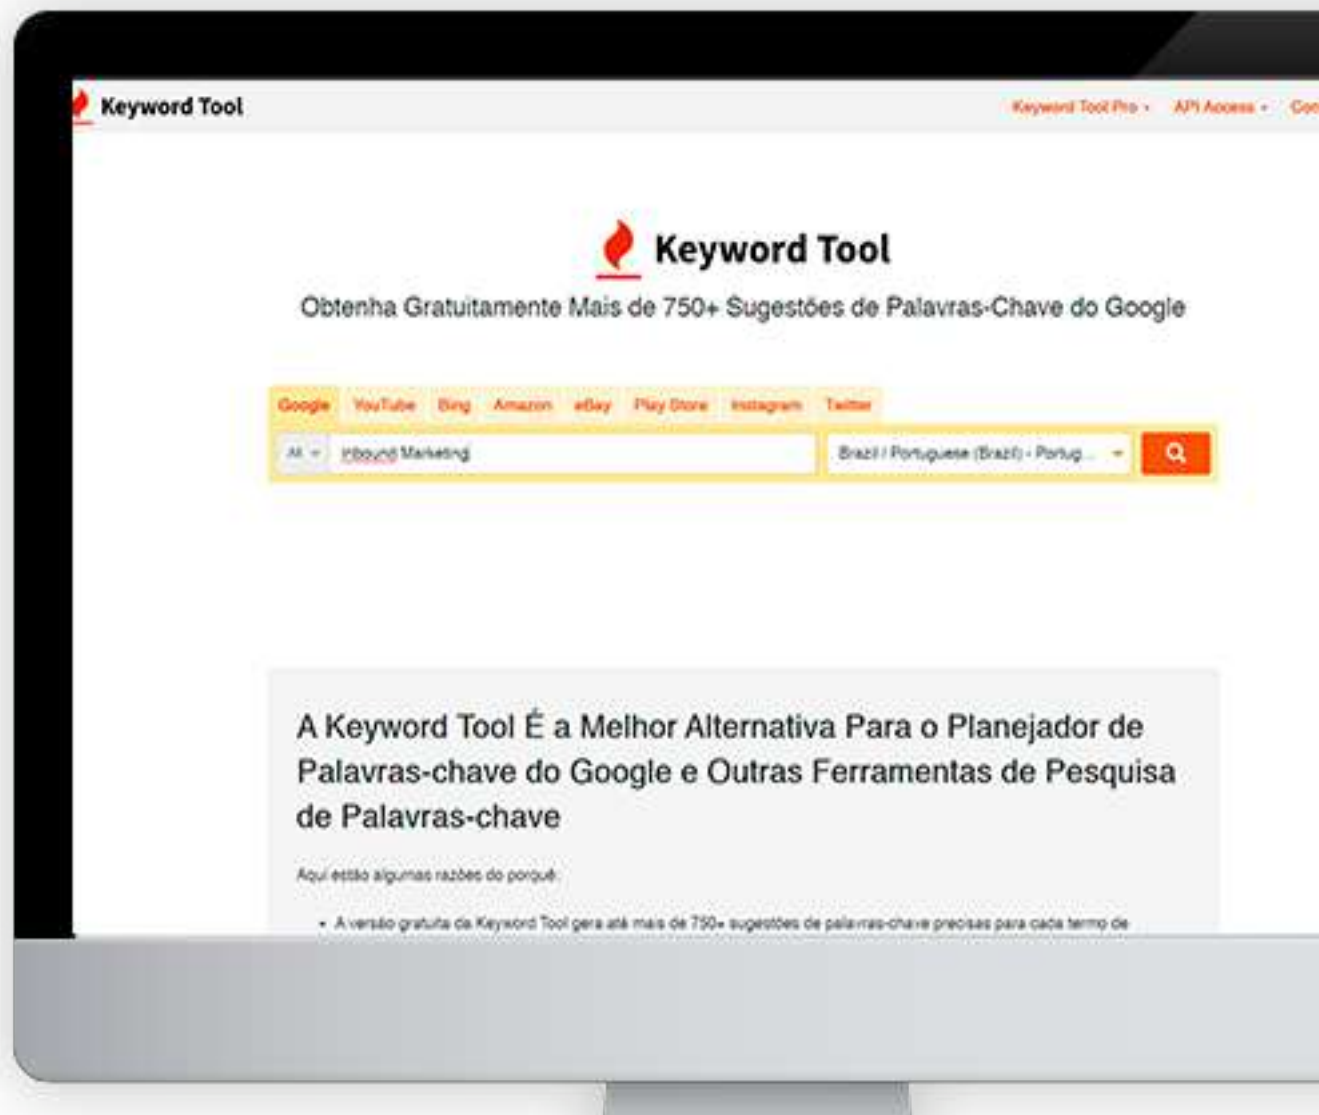 Keyword Tool
Keyword Tool Pro
API Access
Keyword Tool
Obtenha Gratuitamente Mais de 750+ Sugestões de Palavras-Chave do Google
Google YouTube Bing Amazon eBay Play Store Instagram Twitter
All Inbound Marketing Brazil / Portuguese (Brazil) - Portug...
A Keyword Tool É a Melhor Alternativa Para o Planejador de
Palavras-chave do Google e Outras Ferramentas de Pesquisa
de Palavras-chave
Aqui estão algumas razões do porquê:
• A versão gratuita da Keyword Tool gera até mais de 750+ sugestões de palavras-chave precisas para cada termo de